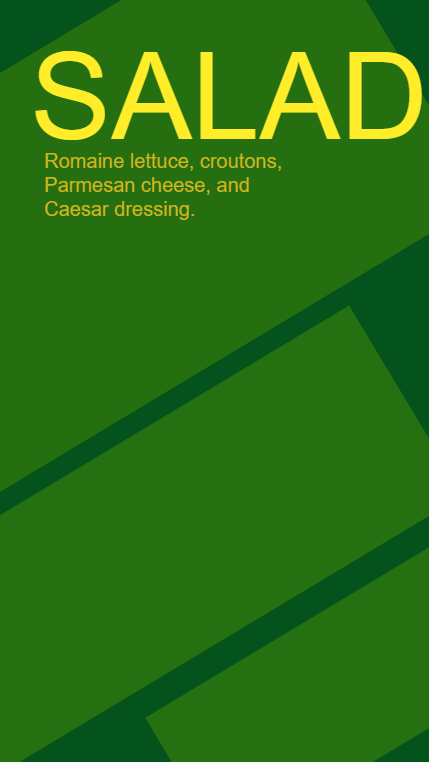 SALAD
Romaine lettuce, croutons,
Parmesan cheese, and
Caesar dressing.